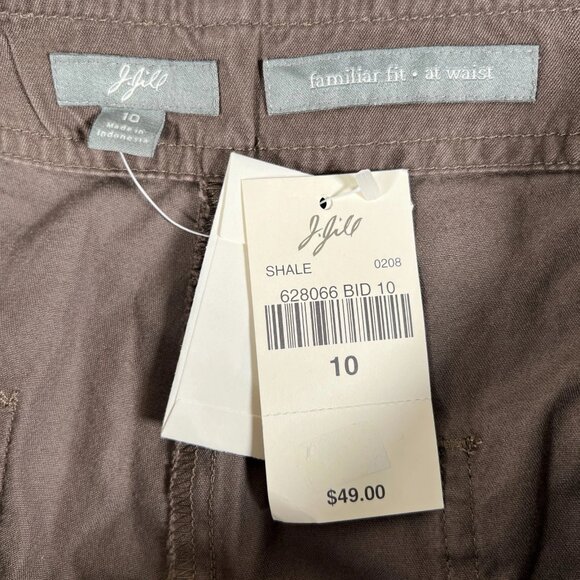 J.Jill
10
Made in
Indonesia
familiar fit • at waist
J.Jill
SHALE 0208
628066 BID 10
10
$49.00